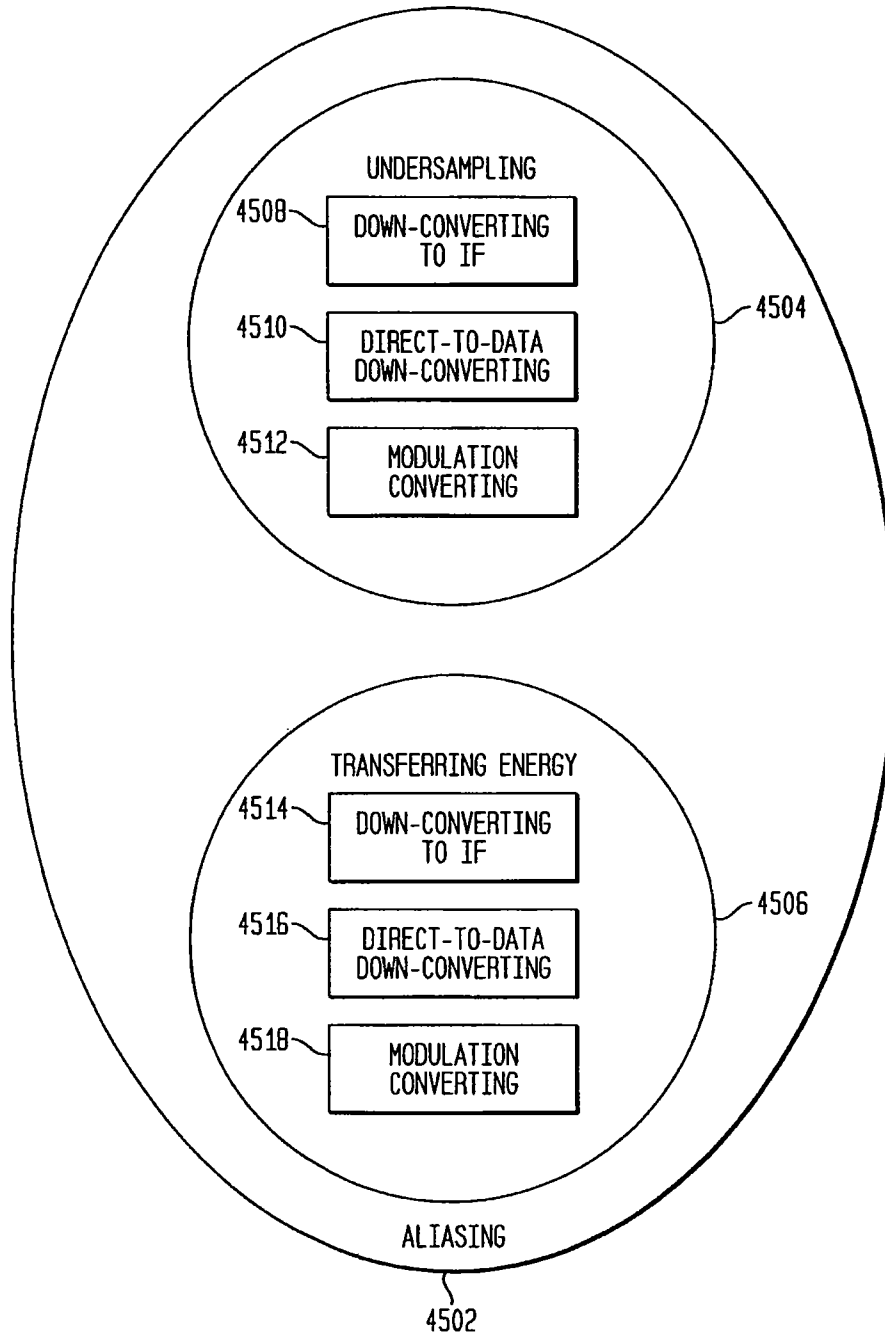 UNDERSAMPLING
4508
DOWN-CONVERTING
TO IF
4504
4510
DIRECT-TO-DATA
DOWN-CONVERTING
4512
MODULATION
CONVERTING
TRANSFERRING ENERGY
4514
DOWN-CONVERTING
TO IF
4506
4516
DIRECT-TO-DATA
DOWN-CONVERTING
4518
MODULATION
CONVERTING
ALIASING
4502